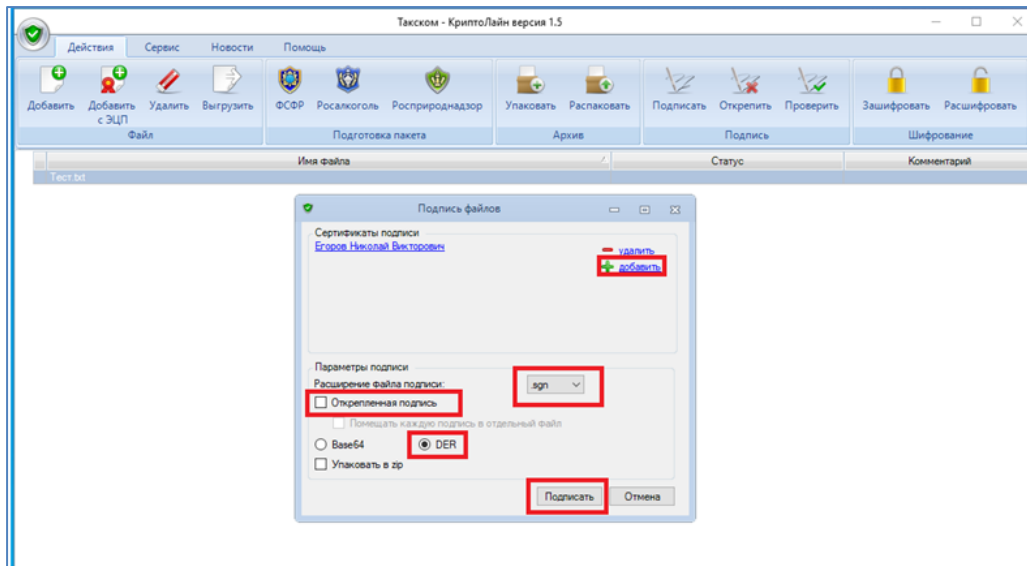 Такском - КриптоЛайн версия 1.5
Действия Сервис Новости Помощь
Добавить Добавить с ЭЦП Удалить Выгрузить ФСФР Росалкоголь Росприроднадзор Упаковать Распаковать Подписать Открепить Проверить Зашифровать Расшифровать
Файл Подготовка пакета Архив Подпись Шифрование
Имя файла Статус Комментарий
Тест.txt
Подпись файлов
Сертификаты подписи
Егоров Николай Викторович
удалить
добавить
Параметры подписи
Расширение файла подписи: .sgn
Открепленная подпись
Помещать каждую подпись в отдельный файл
Base64 DER
Упаковать в zip
Подписать Отмена